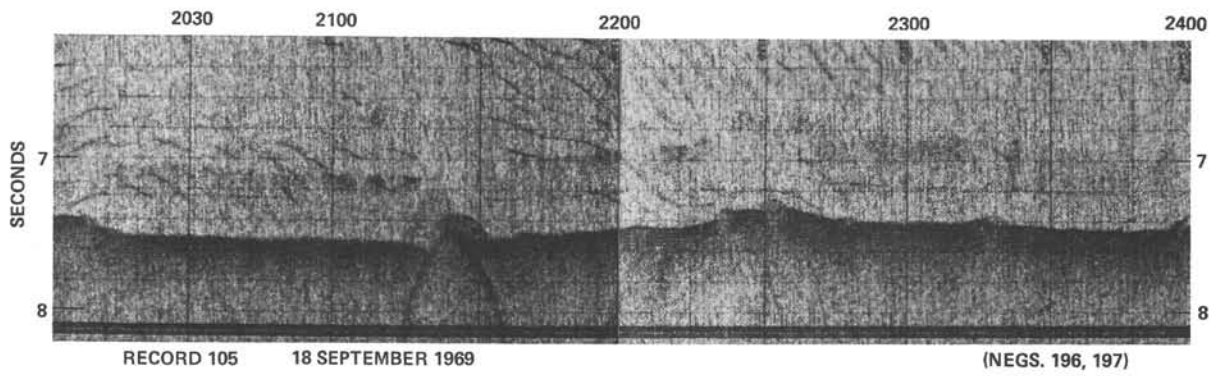 2030 2100 2200 2300 2400
SECONDS
7 7
8 8
RECORD 105 18 SEPTEMBER 1969 (NEGS. 196, 197)